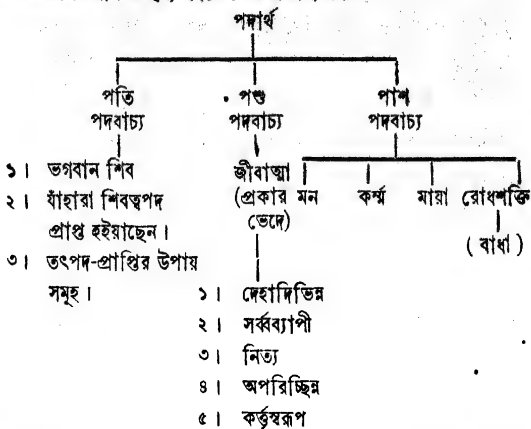 পদার্থ
পতি
পদবাচ্য
১। ভগবান শিব
২। যাঁহারা শিবত্বপদ
প্রাপ্ত হইয়াছেন।
৩। তৎপদ-প্রাপ্তির উপায়
সমূহ।
পশু
পদবাচ্য
জীবাত্মা
(প্রকার
ভেদে)
১। দেহাদিভিন্ন
২। সর্ব্বব্যাপী
৩। নিত্য
৪। অপরিচ্ছিন্ন
৫। কর্ত্তৃস্বরূপ
পাশ
পদবাচ্য
মন কর্ম্ম মায়া রোধশক্তি
(বাধা)